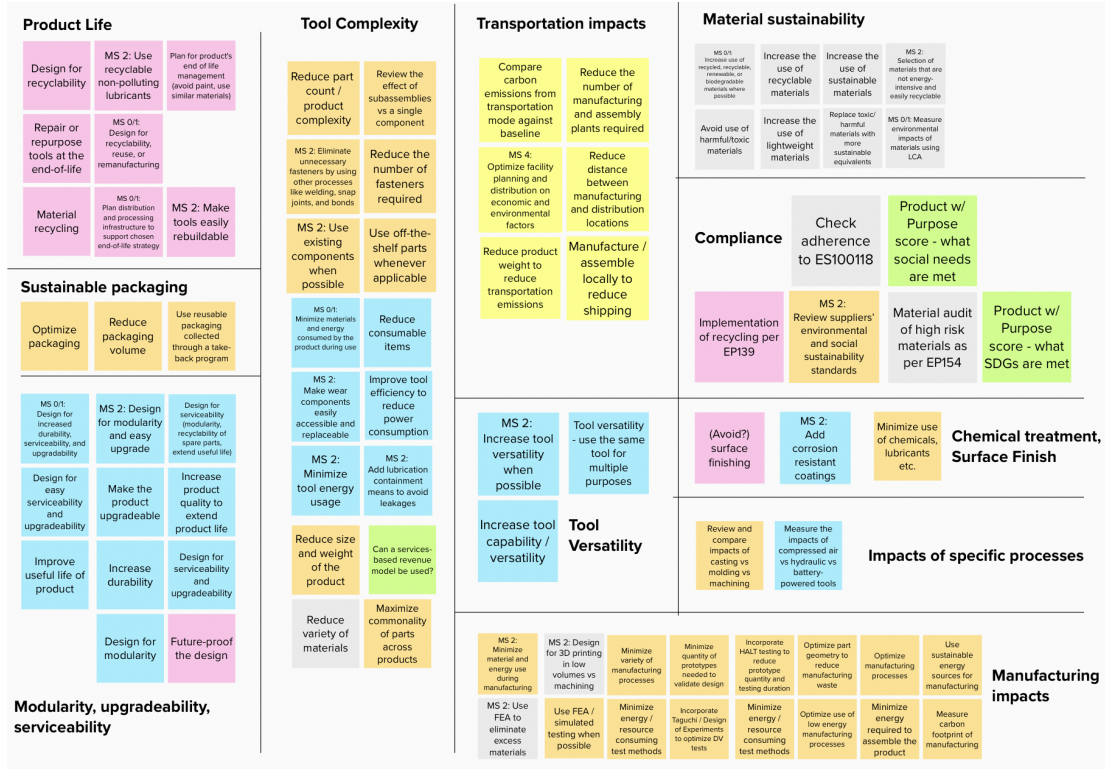 Product Life
Design for
recyclability
MS 2: Use
recyclable
non-polluting
lubricants
Plan for product's
end of life
management
(avoid paint, use
similar materials)
Repair or
repurpose
tools at the
end-of-life
MS 0/1:
Design for
recyclability,
reuse, or
remanufacturing
Material
recycling
MS 0/1:
Plan distribution
and processing
infrastructure to
support chosen
end-of-life strategy
MS 2: Make
tools easily
rebuildable
Sustainable packaging
Optimize
packaging
Reduce
packaging
volume
Use reusable
packaging
collected
through a take-
back program
MS 0/1:
Design for
increased
durability,
serviceability, and
upgradability
MS 2: Design
for modularity
and easy
upgrade
Design for
serviceability
(modularity,
recyclability of
spare parts,
extend useful life)
Design for
easy
serviceability
and
upgradeability
Make the
product
upgradeable
Increase
product
quality to
extend
product life
Improve
useful life of
product
Increase
durability
Design for
serviceability
and
upgradeability
Design for
modularity
Future-proof
the design
Modularity, upgradeability,
serviceability
Tool Complexity
Reduce part
count /
product
complexity
Review the
effect of
subassemblies
vs a single
component
MS 2: Eliminate
unnecessary
fasteners by using
other processes
like welding, snap
joints, and bonds
Reduce the
number of
fasteners
required
MS 2: Use
existing
components
when
possible
Use off-the-
shelf parts
whenever
applicable
MS 0/1:
Minimize materials
and energy
consumed by the
product during use
Reduce
consumable
items
MS 2:
Make wear
components
easily
accessible and
replaceable
Improve tool
efficiency to
reduce
power
consumption
MS 2:
Minimize
tool energy
usage
MS 2:
Add lubrication
containment
means to avoid
leakages
Reduce size
and weight
of the
product
Can a services-
based revenue
model be used?
Reduce
variety of
materials
Maximize
commonality
of parts
across
products
Transportation impacts
Compare
carbon
emissions from
transportation
mode against
baseline
Reduce the
number of
manufacturing
and assembly
plants required
MS 4:
Optimize facility
planning and
distribution on
economic and
environmental
factors
Reduce
distance
between
manufacturing
and distribution
locations
Reduce product
weight to
reduce
transportation
emissions
Manufacture /
assemble
locally to
reduce
shipping
MS 2:
Increase tool
versatility
when
possible
Tool versatility
- use the same
tool for
multiple
purposes
Increase tool
capability /
versatility
Tool
Versatility
Material sustainability
MS 0/1:
Increase use of
recycled, recyclable,
renewable, or
biodegradable
materials where
possible
Increase the
use of
recyclable
materials
Increase the
use of
sustainable
materials
MS 2:
Selection of
materials that are
not energy-
intensive and
easily recyclable
Avoid use of
harmful/toxic
materials
Increase the
use of
lightweight
materials
Replace toxic/
harmful
materials with
more
sustainable
equivalents
MS 0/1: Measure
environmental
impacts of
materials using
LCA
Compliance
Check
adherence
to ES100118
Product w/
Purpose
score - what
social needs
are met
Implementation
of recycling per
EP139
MS 2:
Review suppliers'
environmental
and social
sustainability
standards
Material audit
of high risk
materials as
per EP154
Product w/
Purpose
score - what
SDGs are met
(Avoid?)
surface
finishing
MS 2:
Add
corrosion
resistant
coatings
Minimize use
of chemicals,
lubricants
etc.
Chemical treatment,
Surface Finish
Review and
compare
impacts of
casting vs
molding vs
machining
Measure the
impacts of
compressed air
vs hydraulic vs
battery-
powered tools
Impacts of specific processes
MS 2:
Minimize
material and
energy use
during
manufacturing
MS 2: Design
for 3D printing
in low
volumes vs
machining
Minimize
variety of
manufacturing
processes
Minimize
quantity of
prototypes
needed to
validate design
Incorporate
HALT testing to
reduce
prototype
quantity and
testing duration
Optimize part
geometry to
reduce
manufacturing
waste
Optimize
manufacturing
processes
Use
sustainable
energy
sources for
manufacturing
MS 2: Use
FEA to
eliminate
excess
materials
Use FEA /
simulated
testing when
possible
Minimize
energy /
resource
consuming
test methods
Incorporate
Taguchi / Design
of Experiments
to optimize DV
tests
Minimize
energy /
resource
consuming
test methods
Optimize use of
low energy
manufacturing
processes
Minimize
energy
required to
assemble the
product
Measure
carbon
footprint of
manufacturing
Manufacturing
impacts